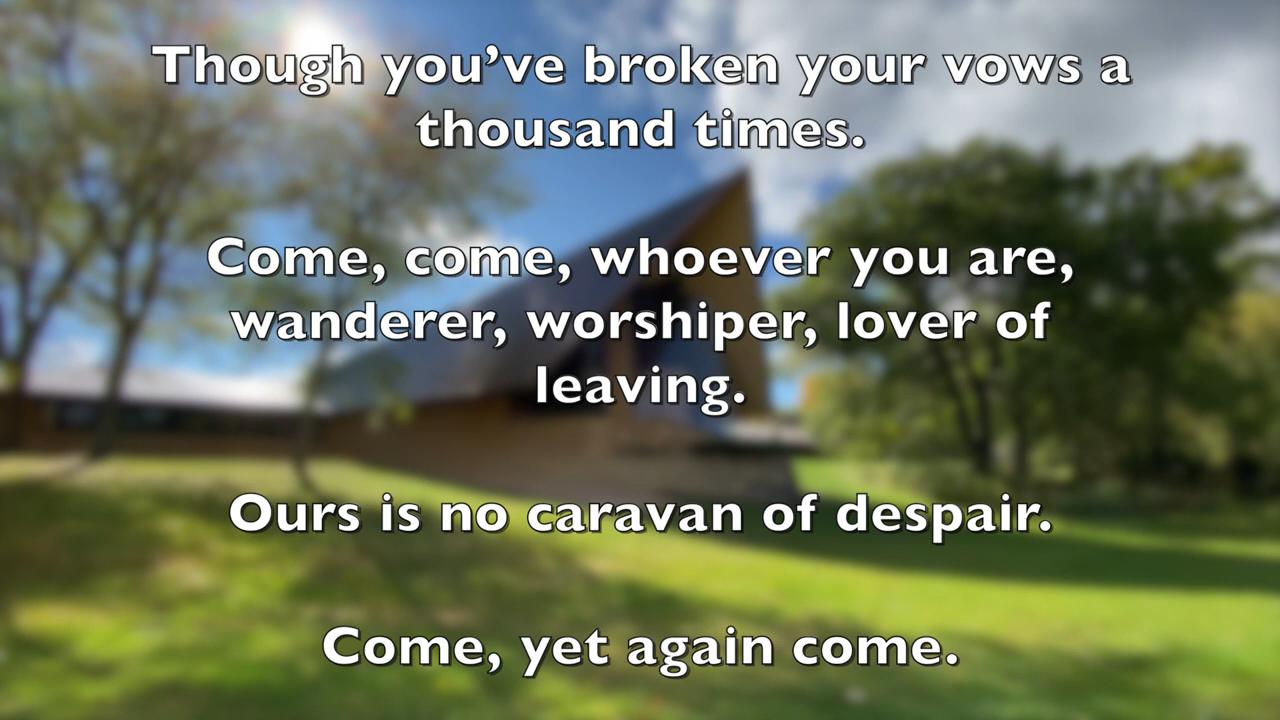 Though you’ve broken your vows a
thousand times.
Come, come, whoever you are,
wanderer, worshiper, lover of
leaving.
Ours is no caravan of despair.
Come, yet again come.